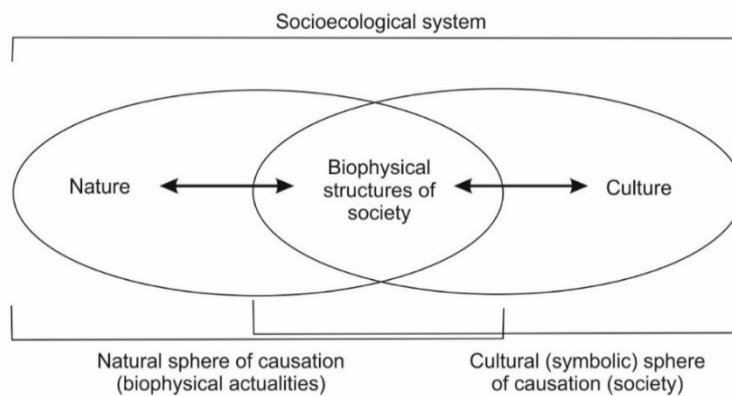 Socioecological system
Nature
Biophysical
structures of
society
Culture
Natural sphere of causation
(biophysical actualities)
Cultural (symbolic) sphere
of causation (society)